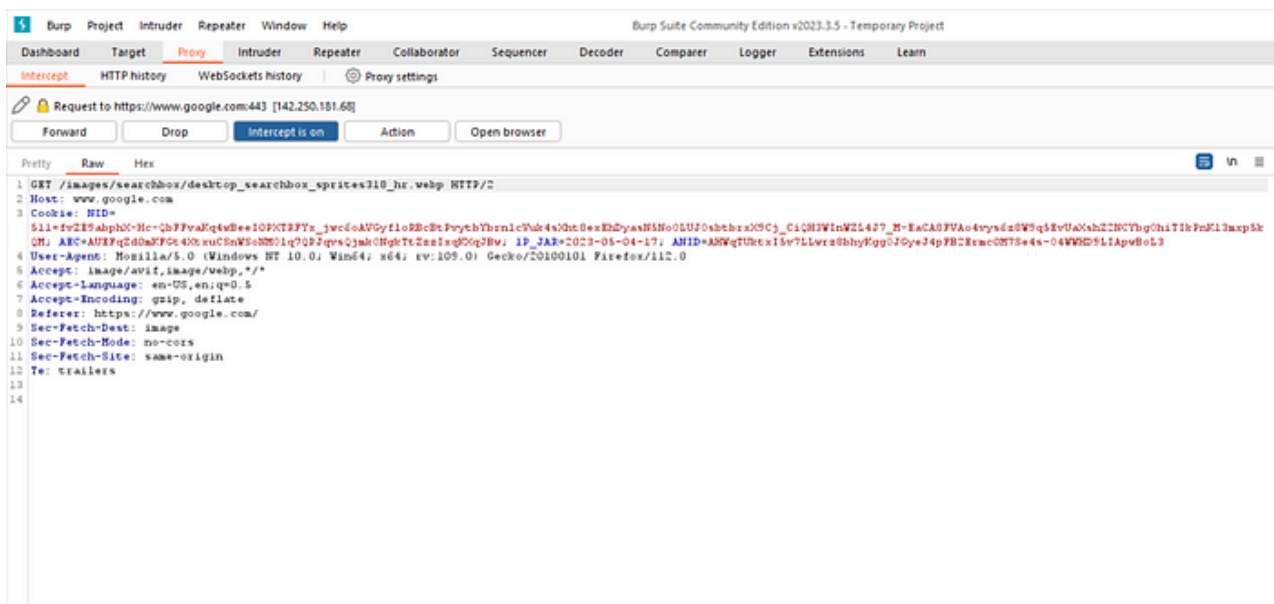 Burp Project Intruder Repeater Window Help Burp Suite Community Edition v2023.3.5 - Temporary Project
Dashboard Target Proxy Intruder Repeater Collaborator Sequencer Decoder Comparer Logger Extensions Learn
Intercept HTTP history WebSockets history Proxy settings
Request to https://www.google.com:443 [142.250.181.68]
Forward Drop Intercept is on Action Open browser
Pretty Raw Hex \n
1 GET /images/searchbox/desktop_searchbox_sprites318_hr.webp HTTP/2
2 Host: www.google.com
3 Cookie: NID=
1P_JAR=2023-05-04-17;
4 User-Agent: Mozilla/5.0 (Windows NT 10.0; Win64; x64; rv:109.0) Gecko/20100101 Firefox/112.0
5 Accept: image/avif,image/webp,*/*
6 Accept-Language: en-US,en;q=0.5
7 Accept-Encoding: gzip, deflate
8 Referer: https://www.google.com/
9 Sec-Fetch-Dest: image
10 Sec-Fetch-Mode: no-cors
11 Sec-Fetch-Site: same-origin
12 Te: trailers
13
14